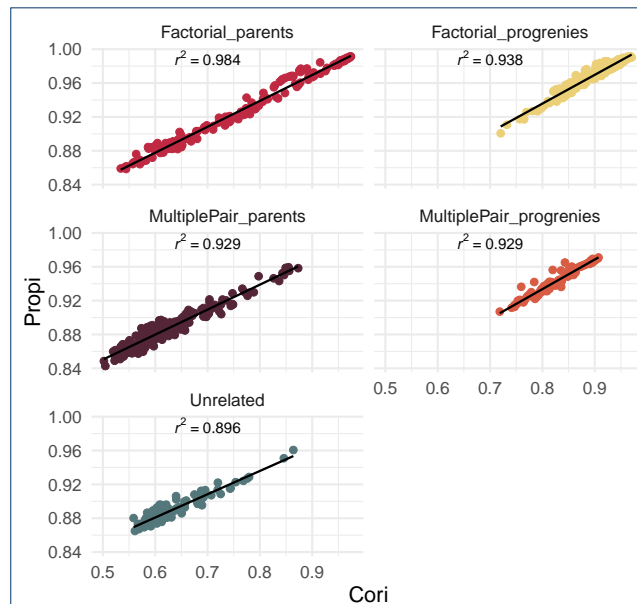 Factorial_parents
Factorial_progenies
1.00
r² = 0.984
r² = 0.938
0.96
0.92
0.88
0.84
MultiplePair_parents
MultiplePair_progenies
1.00
r² = 0.929
r² = 0.929
0.96
0.92
0.88
0.84
Propi
Unrelated
0.5 0.6 0.7 0.8 0.9
1.00
r² = 0.896
0.96
0.92
0.88
0.84
0.5 0.6 0.7 0.8 0.9
Cori